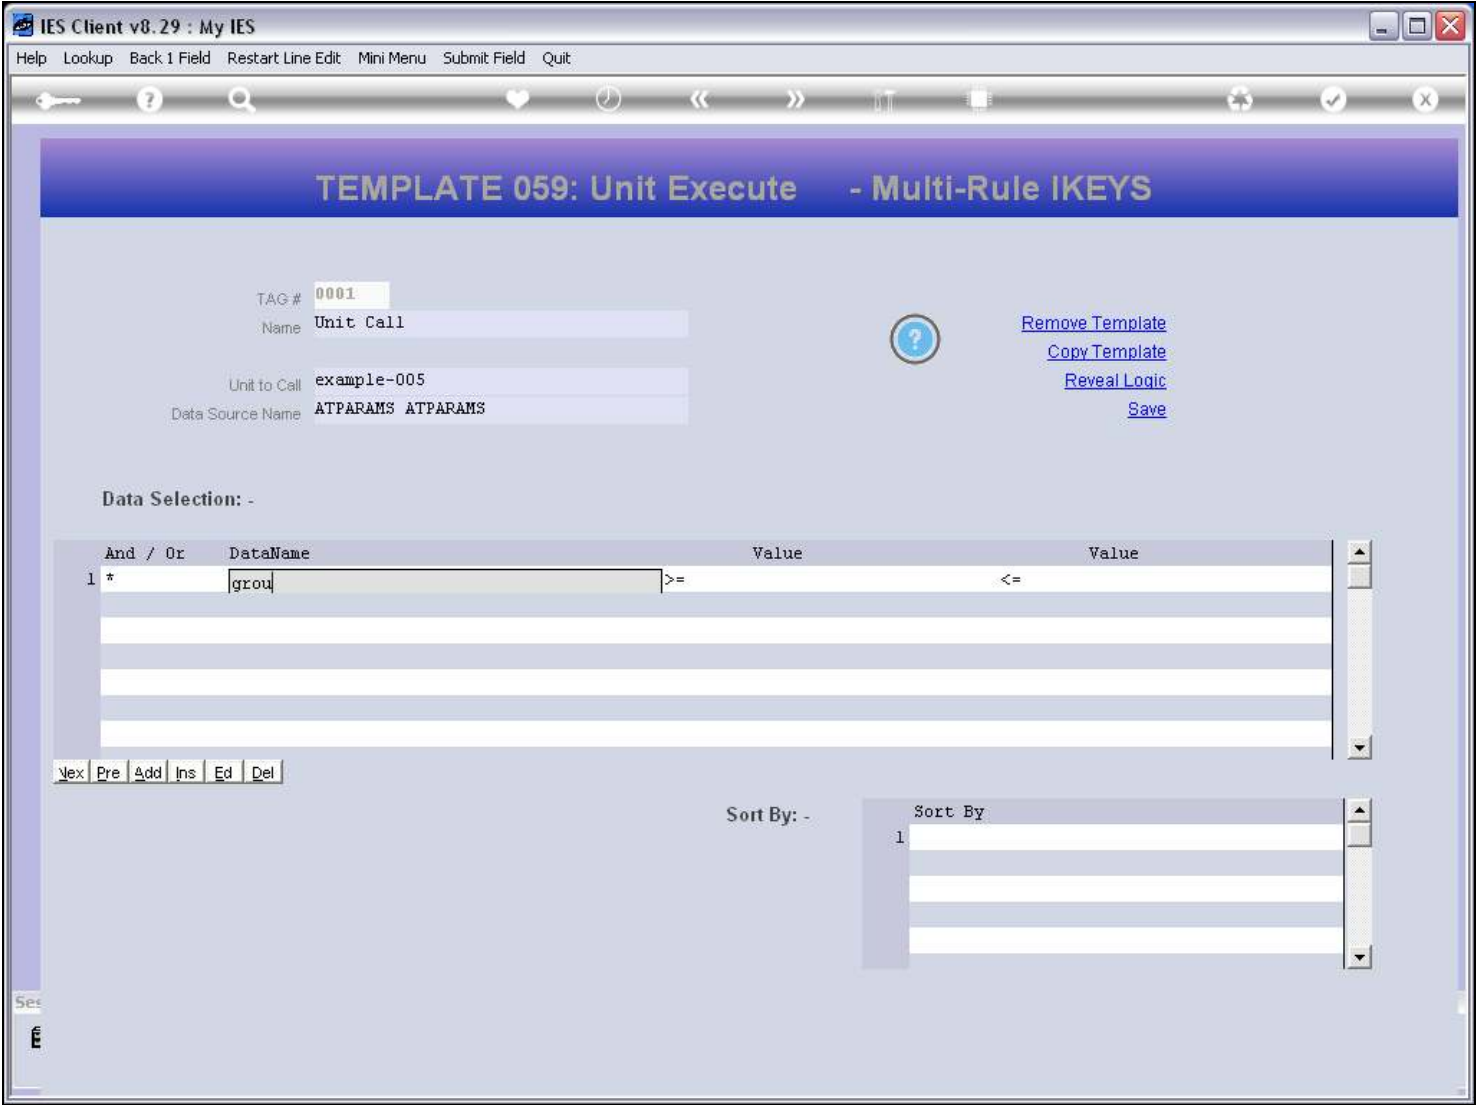 IES Client v8.29 : My IES
Help Lookup Back 1 Field Restart Line Edit Mini Menu Submit Field Quit
TEMPLATE 059: Unit Execute - Multi-Rule IKEYS
TAG # 0001
Name Unit Call
Remove Template
Copy Template
Unit to Call example-005
Reveal Logic
Data Source Name ATPARAMS ATPARAMS
Save
Data Selection: -
And / Or DataName Value Value
1 * grou >= <=
Nex Pre Add Ins Ed Del
Sort By: - Sort By
1